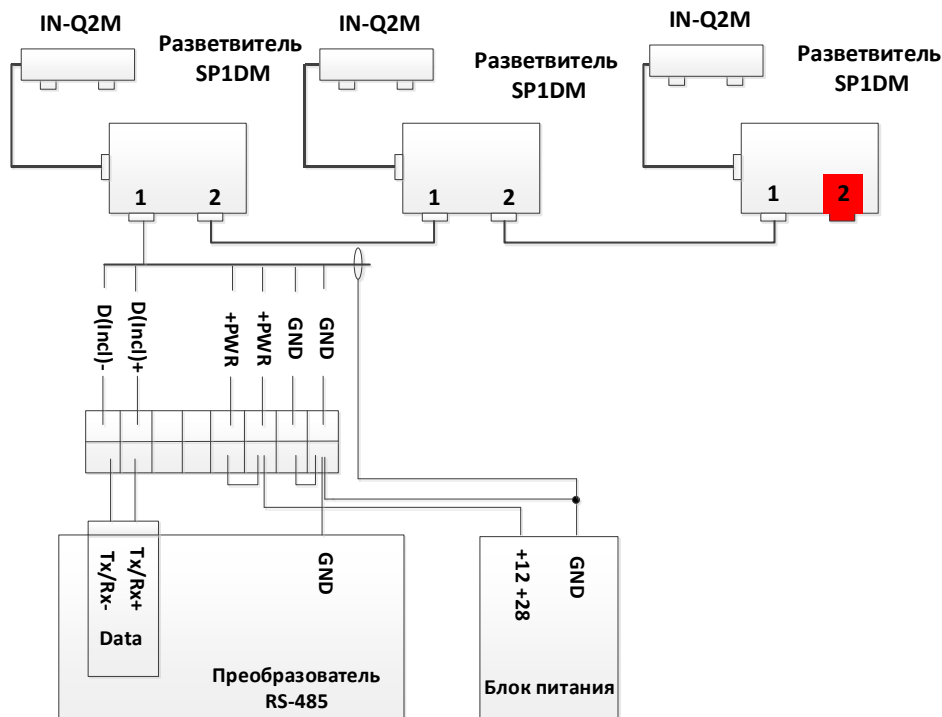 IN-Q2M
Разветвитель
SP1DM
IN-Q2M
Разветвитель
SP1DM
IN-Q2M
Разветвитель
SP1DM
1
2
1
2
1
2
D(Incl)-
D(Incl)+
+PWR
+PWR
GND
GND
Tx/Rx-
Tx/Rx+
Data
GND
Преобразователь
RS-485
+12 +28
GND
Блок питания